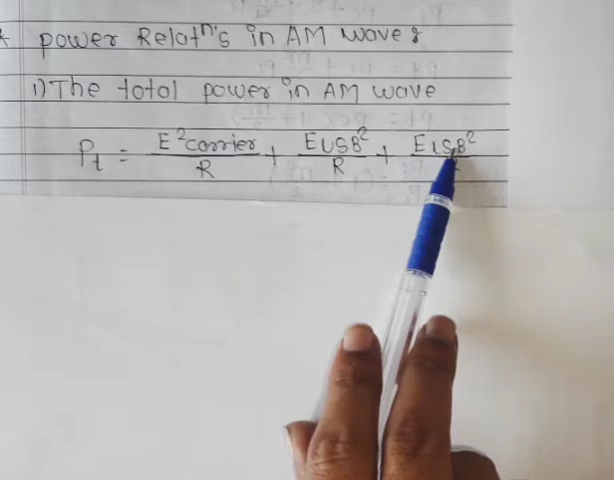 * power Relatⁿ's in AM wave :
1) The total power in AM wave
Pt = E²carrier/R + EUSB²/R + ELSB²